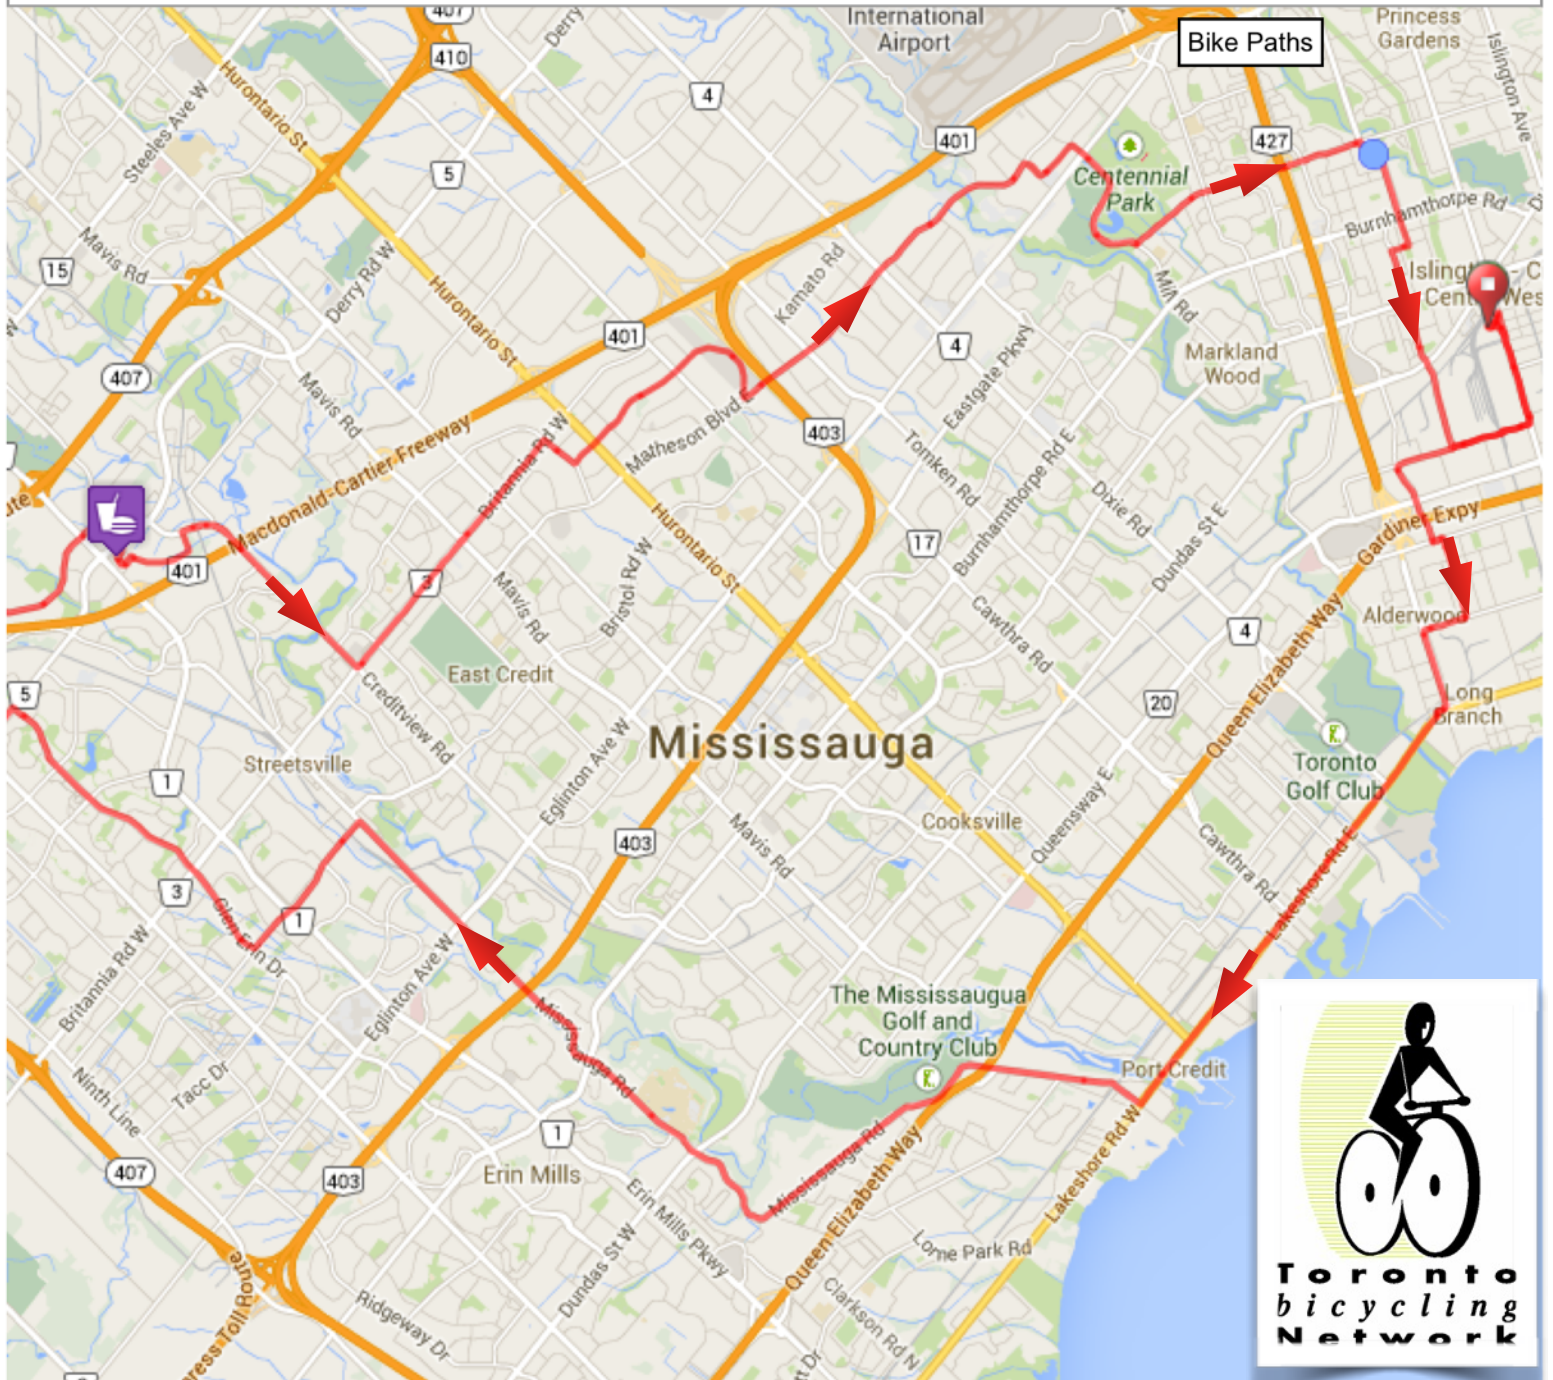 407
410
Derry
International
Airport
Bike Paths
Princess
Gardens
Islington Ave
Hurontario St
Steeles Ave W
4
5
401
427
Centennial
Park
Burnhamthorpe Rd
15
Mavis Rd
Derry Rd W
Hurontario St
Kamato Rd
Mill Rd
401
4
Eastgate Pkwy
Markland
Wood
407
Mavis Rd
Hurontario St
Britannia Rd W
Matheson Blvd
403
Tomken Rd
Burnhamthorpe Rd E
Dixie Rd
Macdonald-Cartier Freeway
401
3
Mavis Rd
Bristol Rd W
Hurontario St
17
Dundas St E
Gardiner Expy
Cawthra Rd
4
Alderwood
East Credit
Creditview Rd
5
20
Queen Elizabeth Way
Long
Branch
Mississauga
Streetsville
1
Eglinton Ave W
Toronto
Golf Club
Cooksville
Queensway E
403
Mavis Rd
Cawthra Rd
Lakeshore Rd E
3
Glen Erin Dr
1
Britannia Rd W
Eglinton Ave W
The Mississaugua
Golf and
Country Club
Mississauga Rd
Port Credit
Ninth Line
Tacc Dr
1
Mississauga Rd
407
403
Erin Mills
Erin Mills Pkwy
Queen Elizabeth Way
Lakeshore Rd W
Lorne Park Rd
Dundas St W
Clarkson Rd N
Ridgeway Dr
ress Toll Route
Toronto
bicycling
Network